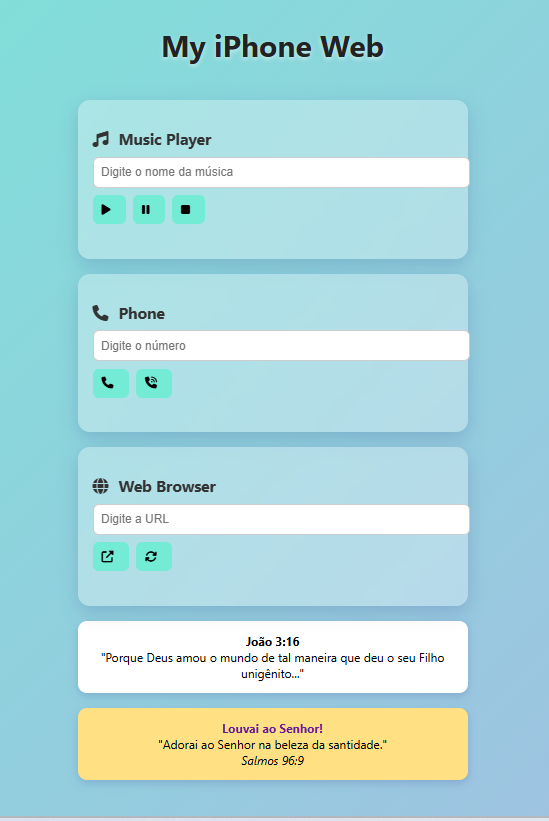 My iPhone Web
Music Player
Digite o nome da música
Phone
Digite o número
Web Browser
Digite a URL
João 3:16
"Porque Deus amou o mundo de tal maneira que deu o seu Filho
unigênito..."
Louvai ao Senhor!
"Adorai ao Senhor na beleza da santidade."
Salmos 96:9